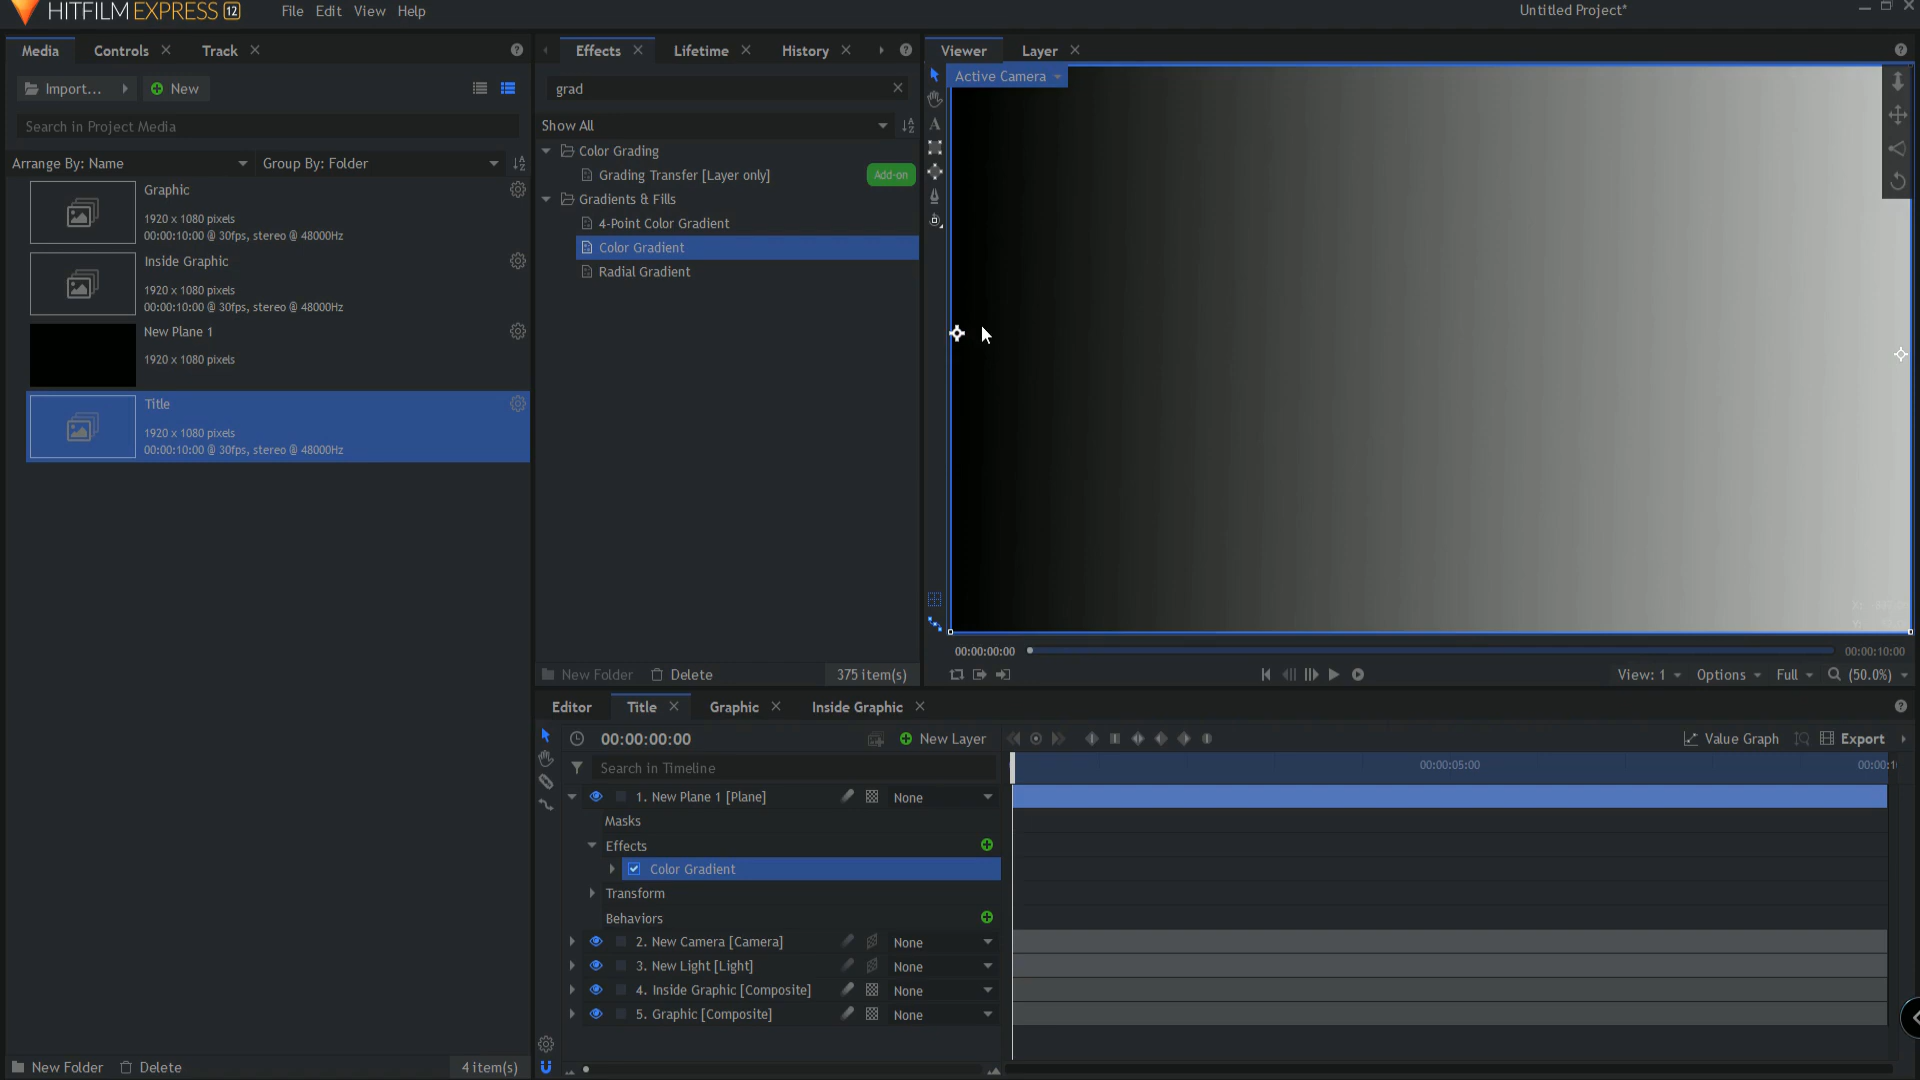 HITFILM EXPRESS 12 File Edit View Help Untitled Project*
Media Controls Track
Import... New
Search in Project Media
Arrange By: Name Group By: Folder
Graphic
1920 x 1080 pixels
00:00:10:00 @ 30fps, stereo @ 48000Hz
Inside Graphic
1920 x 1080 pixels
00:00:10:00 @ 30fps, stereo @ 48000Hz
New Plane 1
1920 x 1080 pixels
Title
1920 x 1080 pixels
00:00:10:00 @ 30fps, stereo @ 48000Hz
New Folder Delete 4 item(s)
Effects Lifetime History
grad
Show All
Color Grading
Grading Transfer [Layer only] Add-on
Gradients & Fills
4-Point Color Gradient
Color Gradient
Radial Gradient
New Folder Delete 375 item(s)
Viewer Layer
Active Camera
00:00:00:00 00:00:10:00
View: 1 Options Full (50.0%)
Editor Title Graphic Inside Graphic
00:00:00:00 New Layer Value Graph Export
Search in Timeline 00:00:05:00 00:00:1
1. New Plane 1 [Plane] None
Masks
Effects
Color Gradient
Transform
Behaviors
2. New Camera [Camera] None
3. New Light [Light] None
4. Inside Graphic [Composite] None
5. Graphic [Composite] None